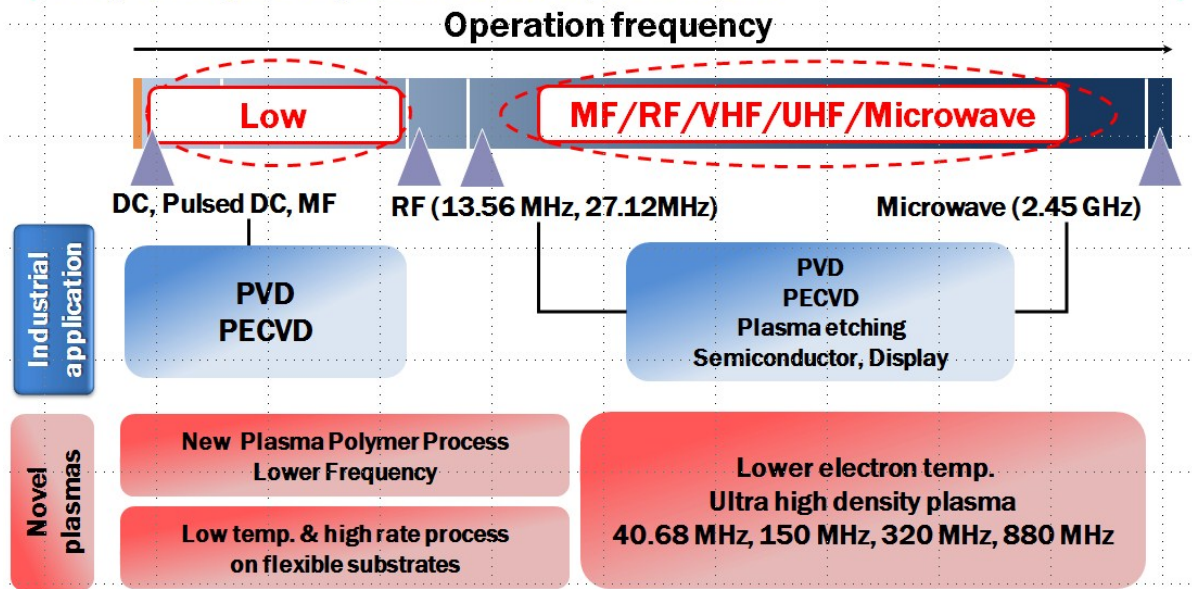 Operation frequency
Low
MF/RF/VHF/UHF/Microwave
DC, Pulsed DC, MF
RF (13.56 MHz, 27.12MHz)
Microwave (2.45 GHz)
Industrial
application
PVD
PECVD
PVD
PECVD
Plasma etching
Semiconductor, Display
Novel
plasmas
New Plasma Polymer Process
Lower Frequency
Low temp. & high rate process
on flexible substrates
Lower electron temp.
Ultra high density plasma
40.68 MHz, 150 MHz, 320 MHz, 880 MHz